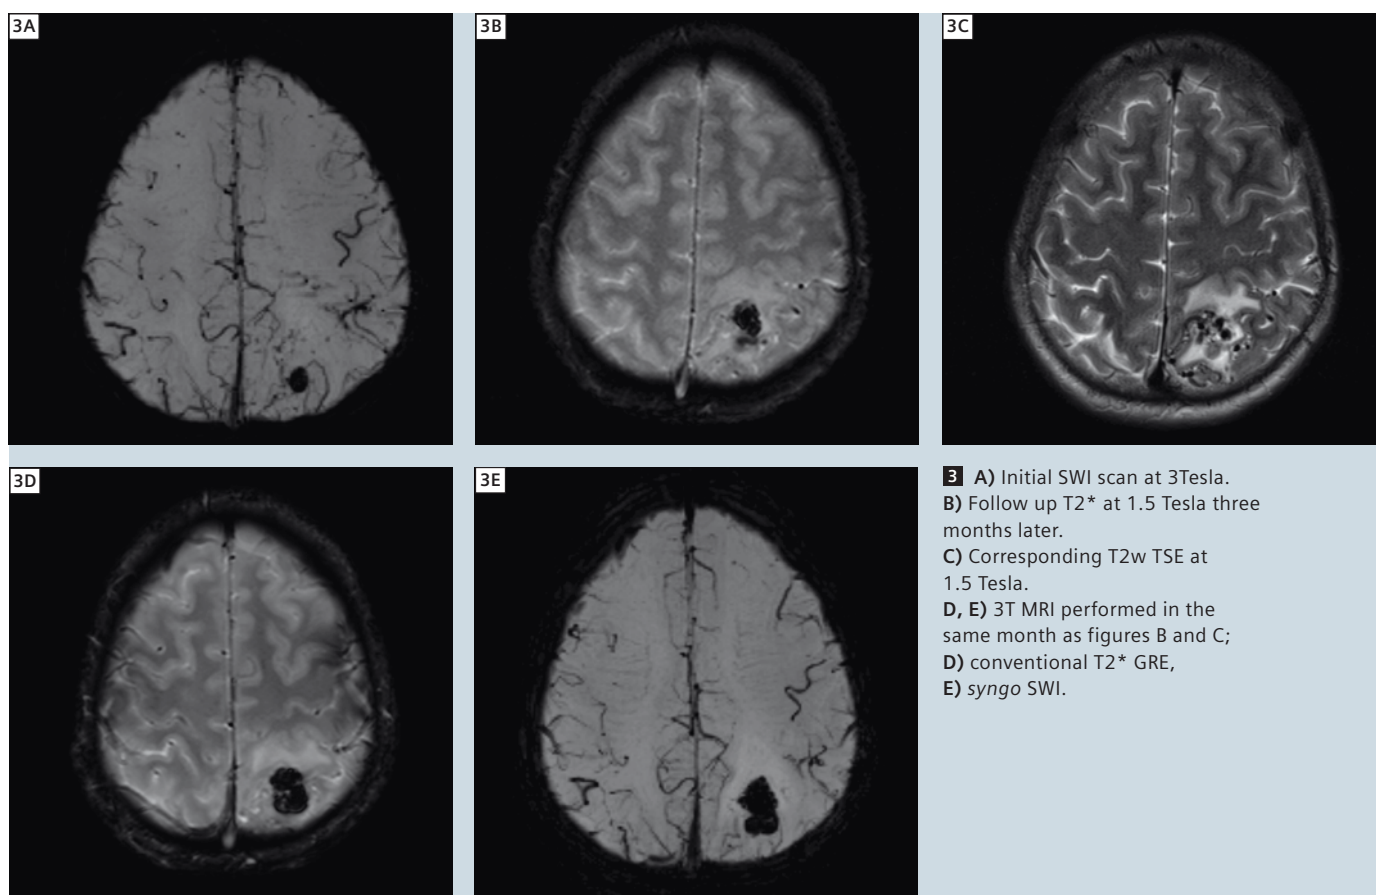 3A
3B
3C
3D
3E
3 A) Initial SWI scan at 3Tesla.
B) Follow up T2* at 1.5 Tesla three
months later.
C) Corresponding T2w TSE at
1.5 Tesla.
D, E) 3T MRI performed in the
same month as figures B and C;
D) conventional T2* GRE,
E) syngo SWI.